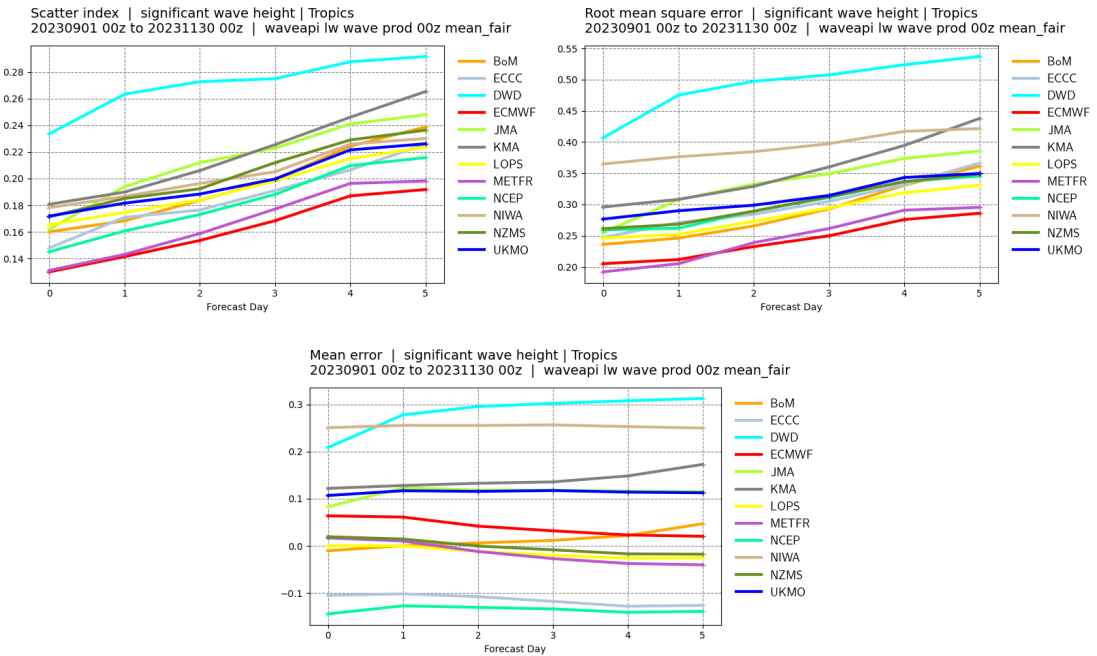 Scatter index | significant wave height | Tropics
20230901 00z to 20231130 00z | waveapi lw wave prod 00z mean_fair
0.28
0.26
0.24
0.22
0.20
0.18
0.16
0.14
0 1 2 3 4 5
Forecast Day
BoM
ECCC
DWD
ECMWF
JMA
KMA
LOPS
METFR
NCEP
NIWA
NZMS
UKMO
Root mean square error | significant wave height | Tropics
20230901 00z to 20231130 00z | waveapi lw wave prod 00z mean_fair
0.55
0.50
0.45
0.40
0.35
0.30
0.25
0.20
0 1 2 3 4 5
Forecast Day
BoM
ECCC
DWD
ECMWF
JMA
KMA
LOPS
METFR
NCEP
NIWA
NZMS
UKMO
Mean error | significant wave height | Tropics
20230901 00z to 20231130 00z | waveapi lw wave prod 00z mean_fair
0.3
0.2
0.1
0.0
−0.1
0 1 2 3 4 5
Forecast Day
BoM
ECCC
DWD
ECMWF
JMA
KMA
LOPS
METFR
NCEP
NIWA
NZMS
UKMO